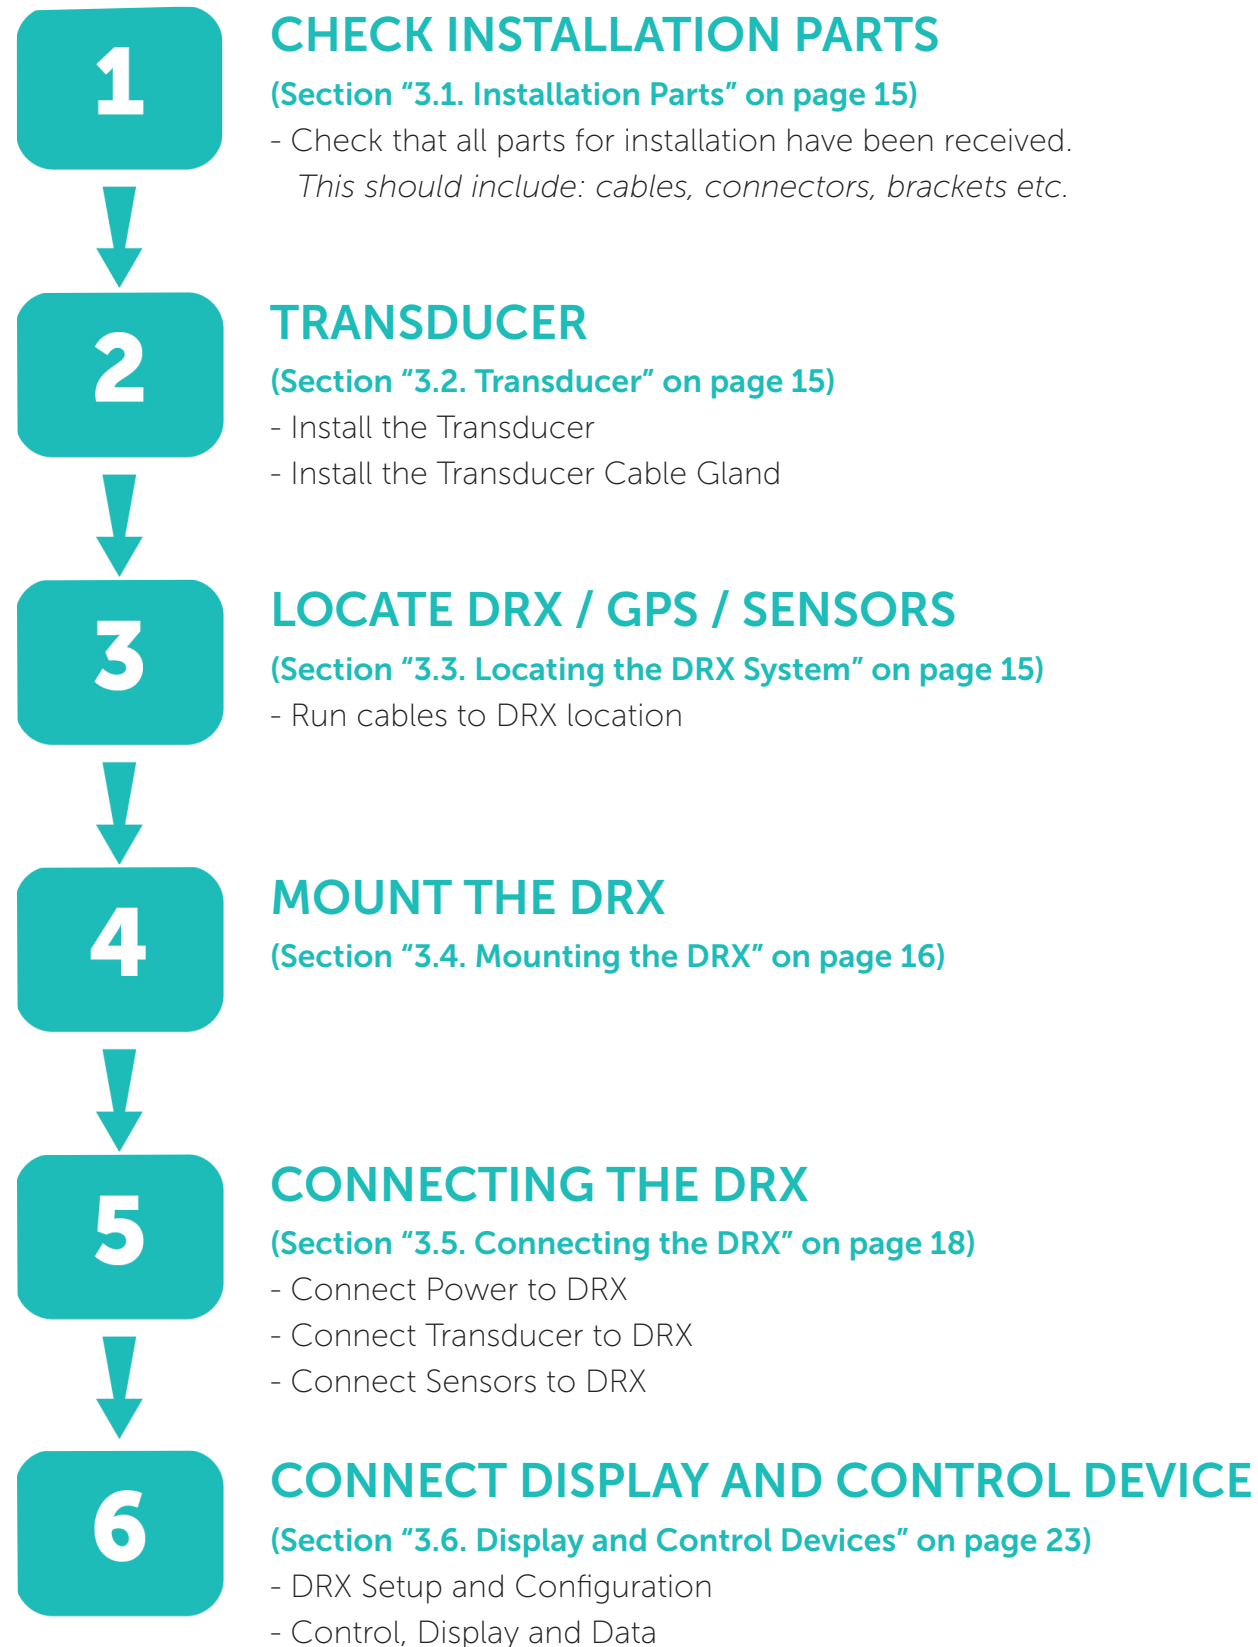 1
CHECK INSTALLATION PARTS
(Section “3.1. Installation Parts” on page 15)
- Check that all parts for installation have been received.
This should include: cables, connectors, brackets etc.
2
TRANSDUCER
(Section “3.2. Transducer” on page 15)
- Install the Transducer
- Install the Transducer Cable Gland
3
LOCATE DRX / GPS / SENSORS
(Section “3.3. Locating the DRX System” on page 15)
- Run cables to DRX location
4
MOUNT THE DRX
(Section “3.4. Mounting the DRX” on page 16)
5
CONNECTING THE DRX
(Section “3.5. Connecting the DRX” on page 18)
- Connect Power to DRX
- Connect Transducer to DRX
- Connect Sensors to DRX
6
CONNECT DISPLAY AND CONTROL DEVICE
(Section “3.6. Display and Control Devices” on page 23)
- DRX Setup and Configuration
- Control, Display and Data